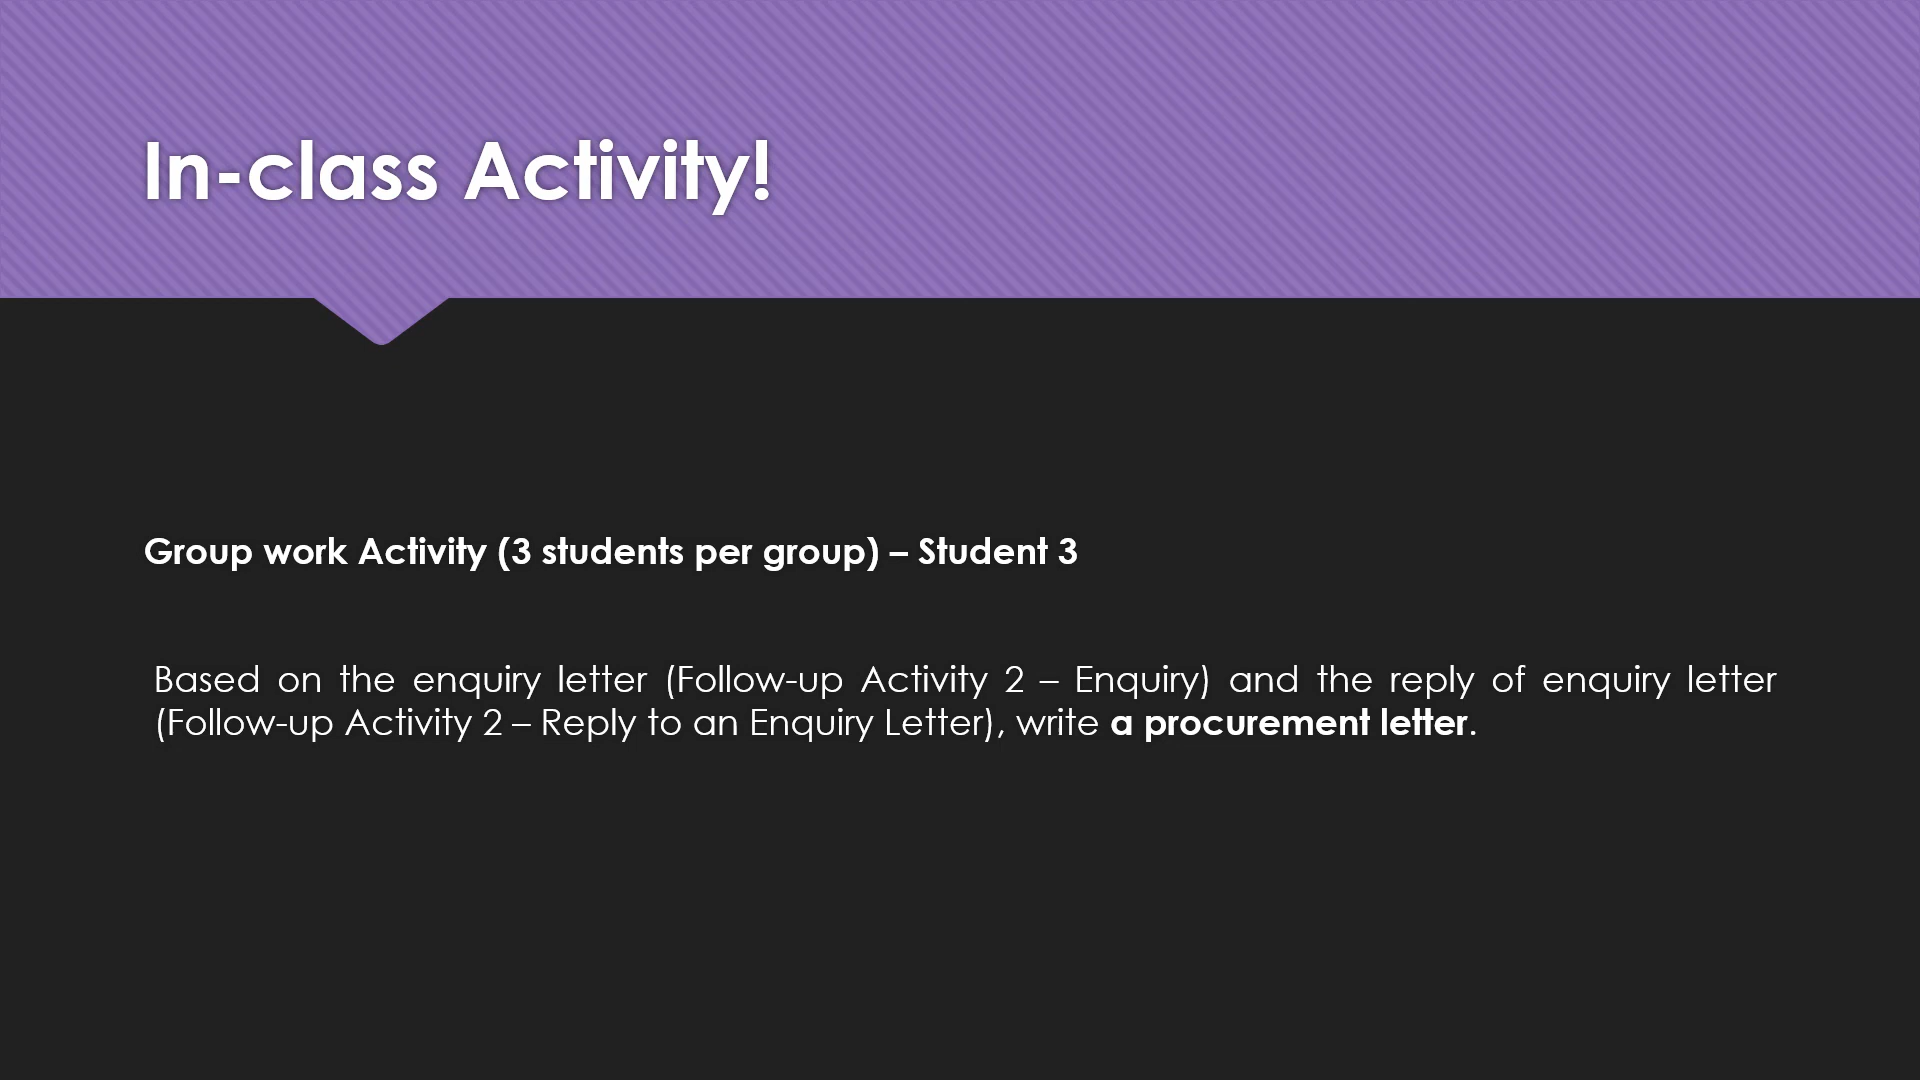 In-class Activity!
Group work Activity (3 students per group) – Student 3
Based on the enquiry letter (Follow-up Activity 2 – Enquiry) and the reply of enquiry letter
(Follow-up Activity 2 – Reply to an Enquiry Letter), write a procurement letter.